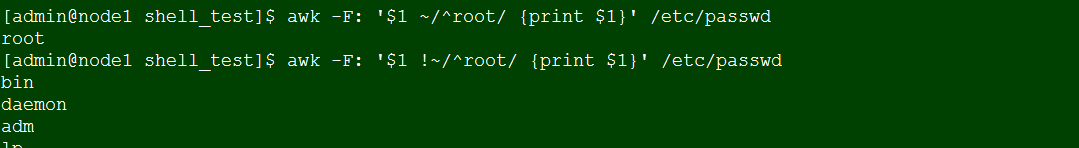 [admin@node1 shell_test]$ awk -F: '$1 ~/^root/ {print $1}' /etc/passwd
root
[admin@node1 shell_test]$ awk -F: '$1 !~/^root/ {print $1}' /etc/passwd
bin
daemon
adm